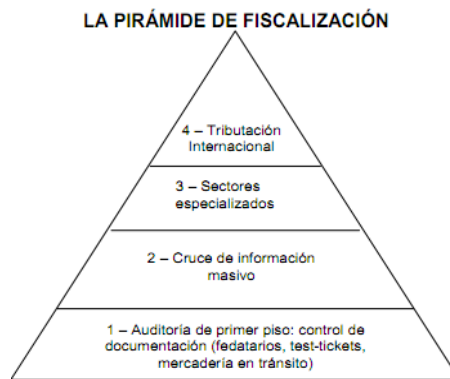 LA PIRÁMIDE DE FISCALIZACIÓN
4 – Tributación
Internacional
3 – Sectores
especializados
2 – Cruce de información
masivo
1 – Auditoría de primer piso: control de
documentación (fedatarios, test-tickets,
mercadería en tránsito)